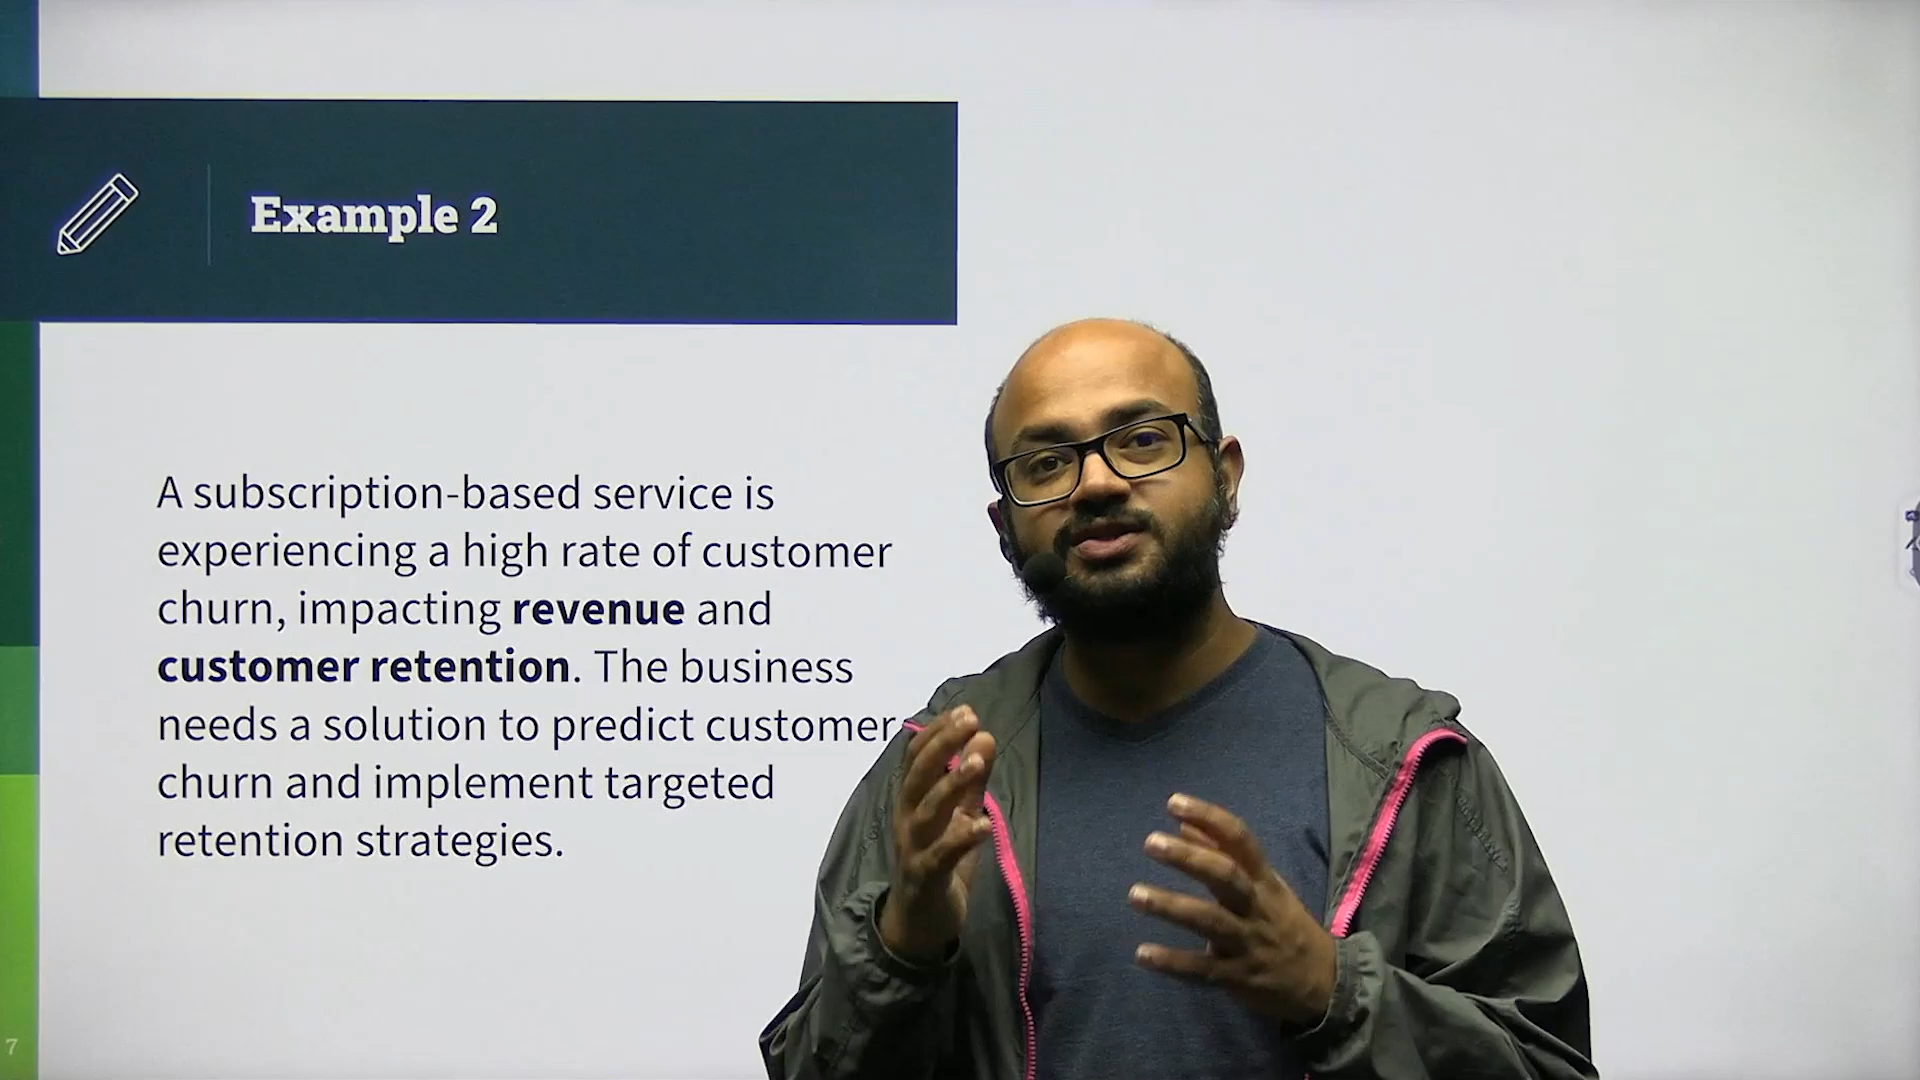 Example 2
A subscription-based service is
experiencing a high rate of customer
churn, impacting revenue and
customer retention. The business
needs a solution to predict customer
churn and implement targeted
retention strategies.
7